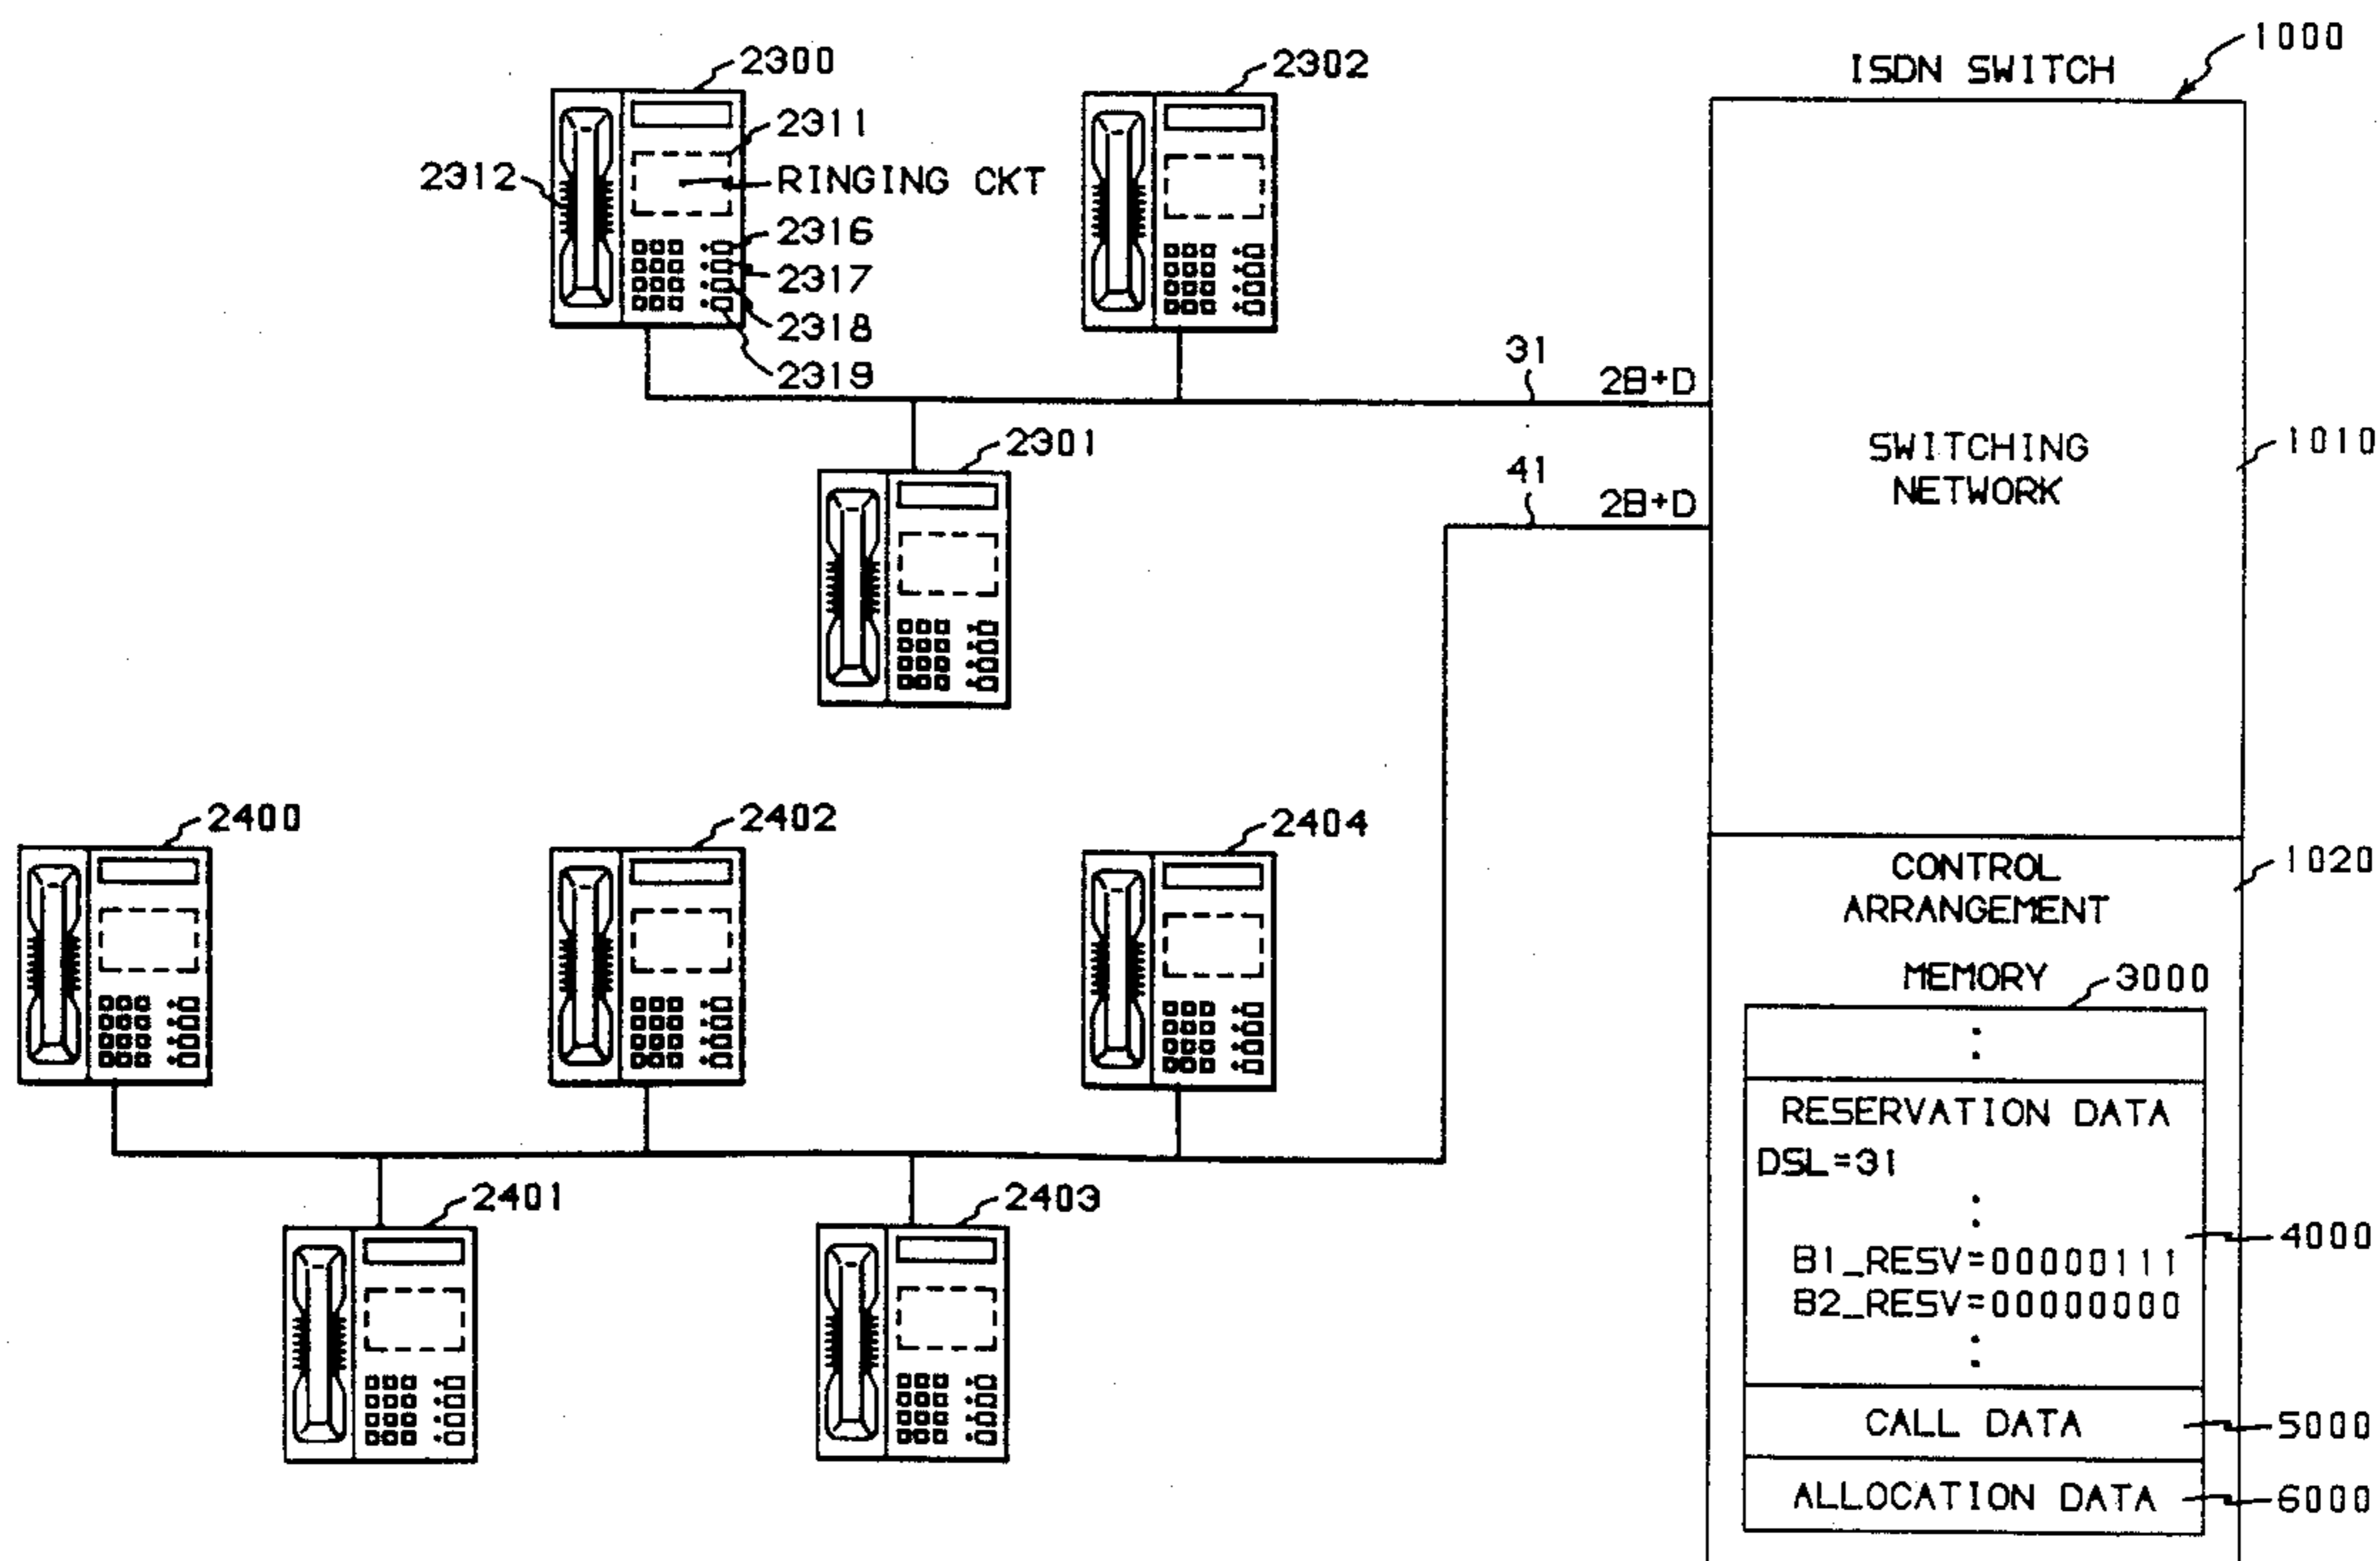 2300
2302
ISDN SWITCH
1000
2311
2312
RINGING CKT
2316
2317
2318
2319
31
2B+D
2301
41
2B+D
SWITCHING
NETWORK
1010
2400
2402
2404
CONTROL
ARRANGEMENT
1020
MEMORY
3000
RESERVATION DATA
DSL=31
2401
2403
4000
B1_RESV=00000111
B2_RESV=00000000
CALL DATA
5000
ALLOCATION DATA
6000